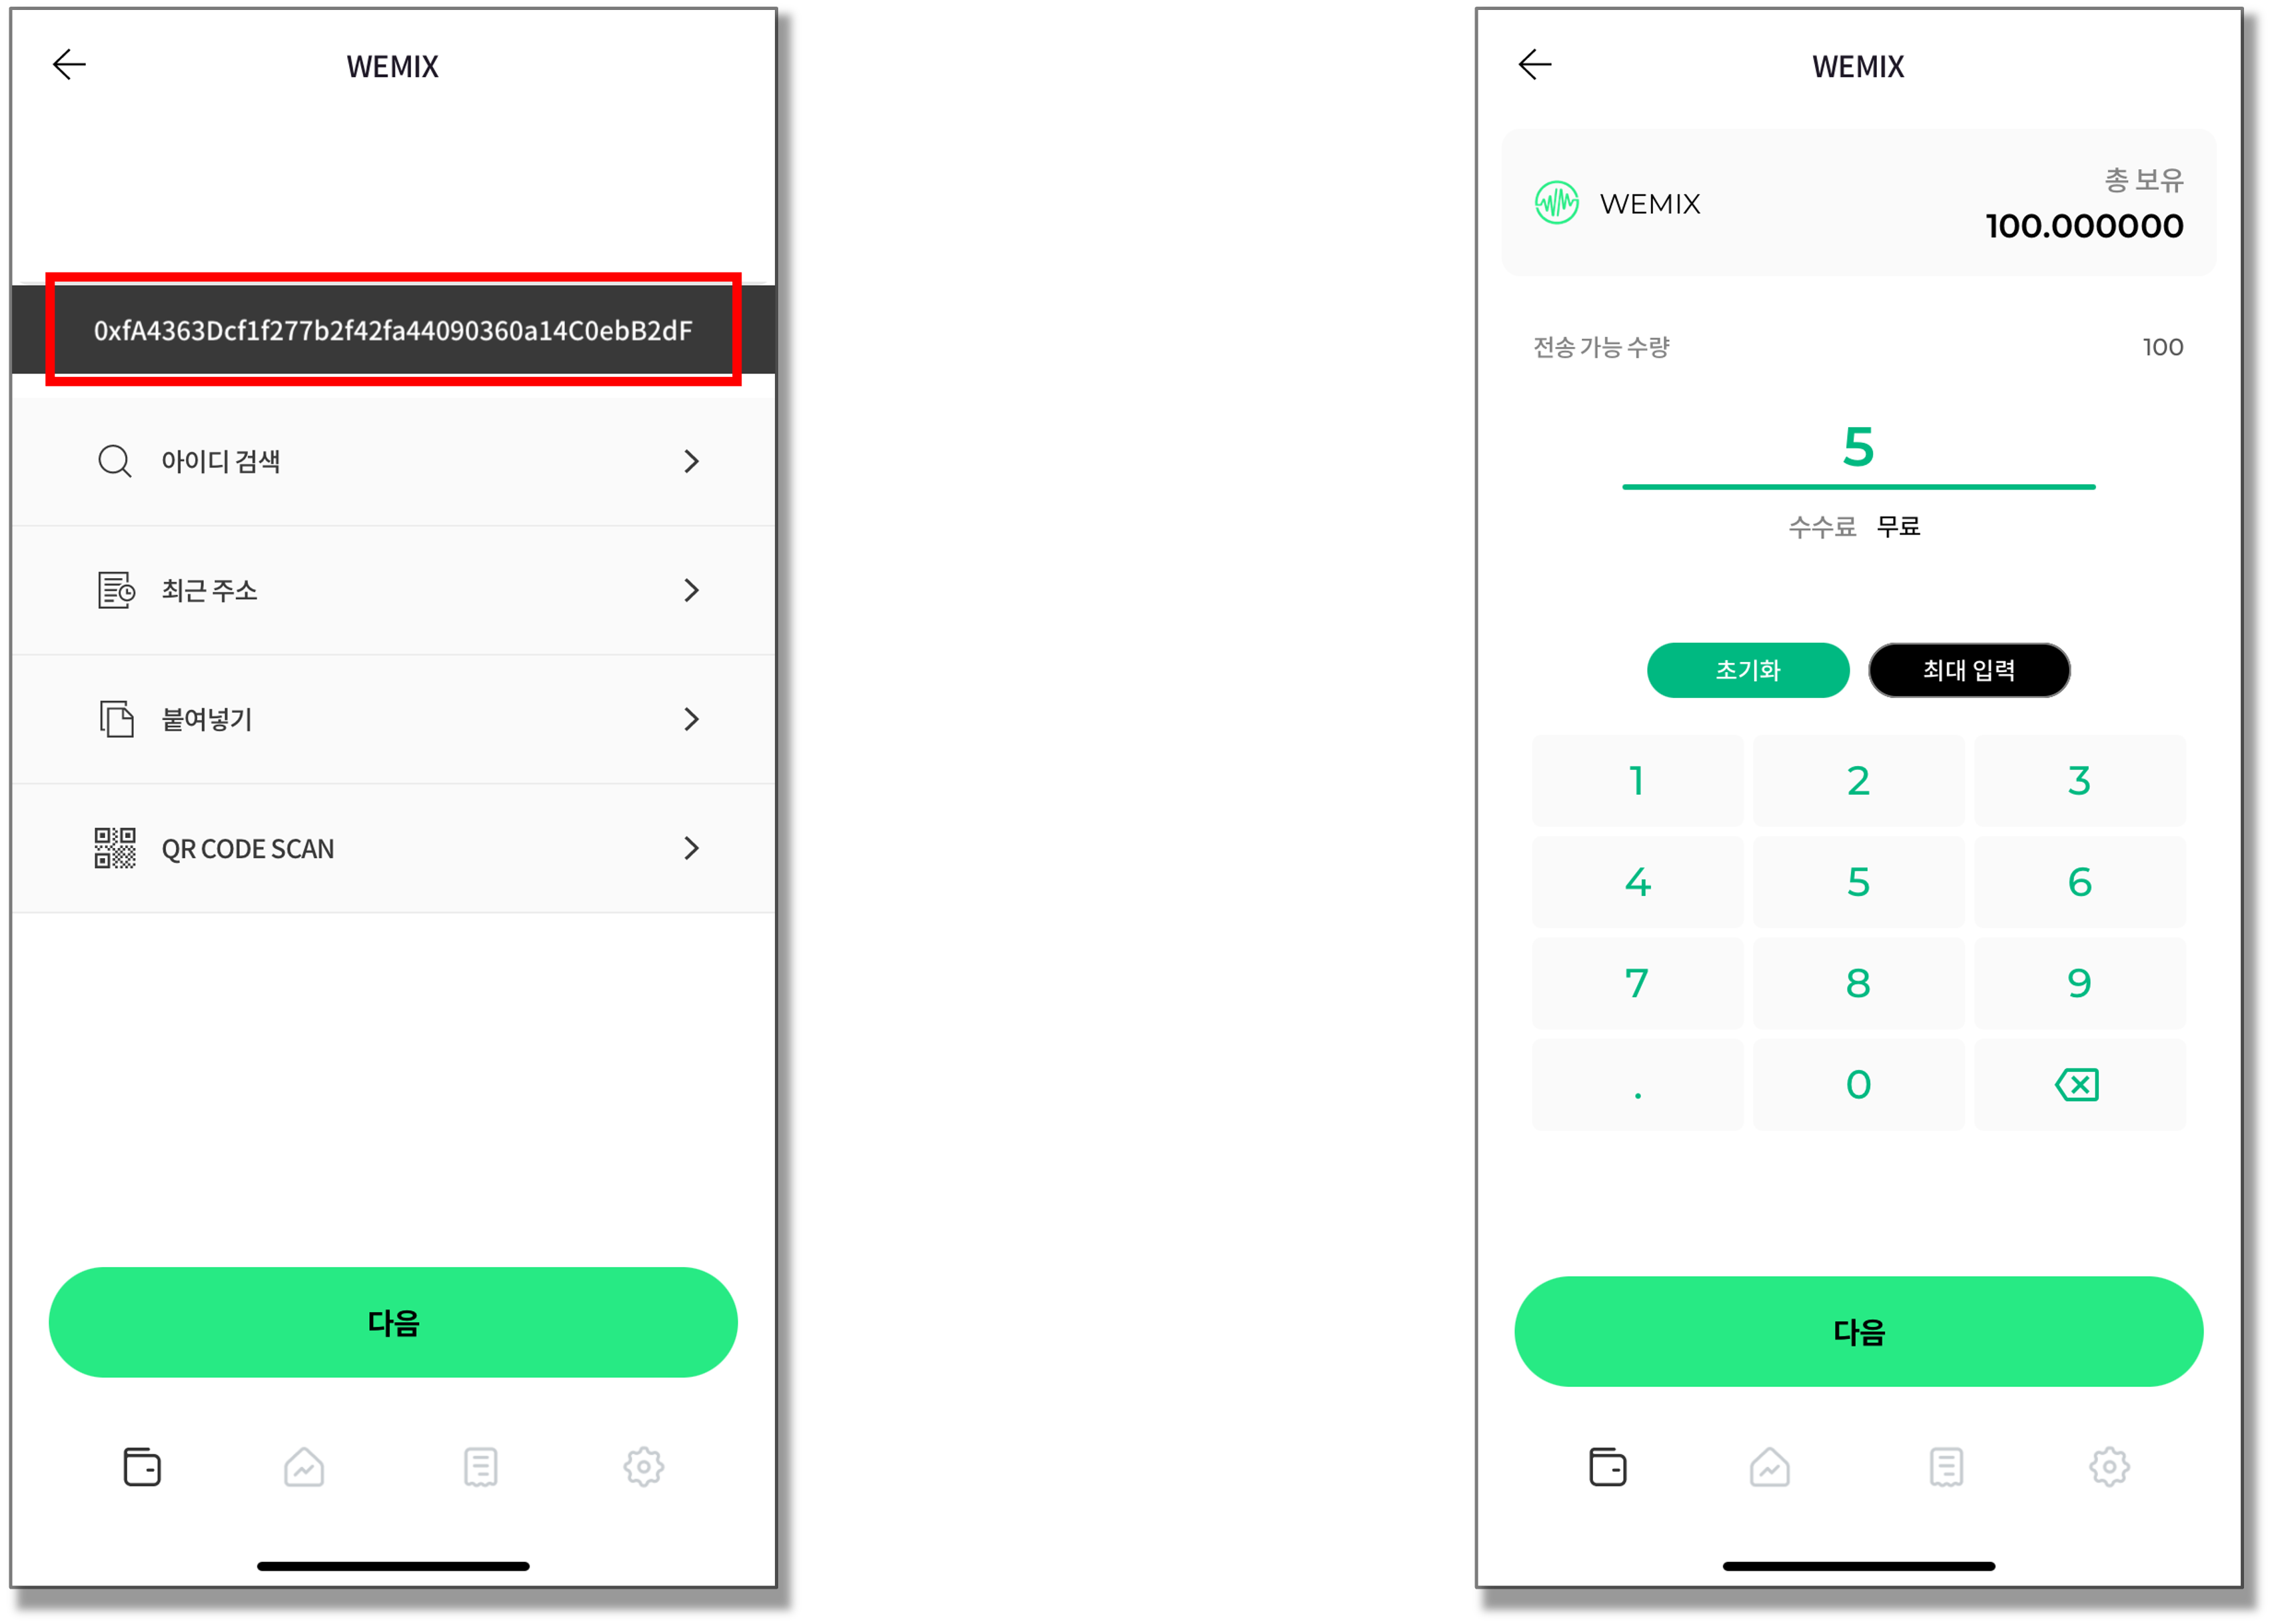 WEMIX
0xfA4363Dcf1f277b2f42fa44090360a14C0ebB2dF
아이디 검색
최근 주소
붙여넣기
QR CODE SCAN
다음
WEMIX
WEMIX
총 보유
100.000000
전송 가능 수량 100
5
수수료 무료
초기화 최대 입력
1 2 3
4 5 6
7 8 9
. 0
다음